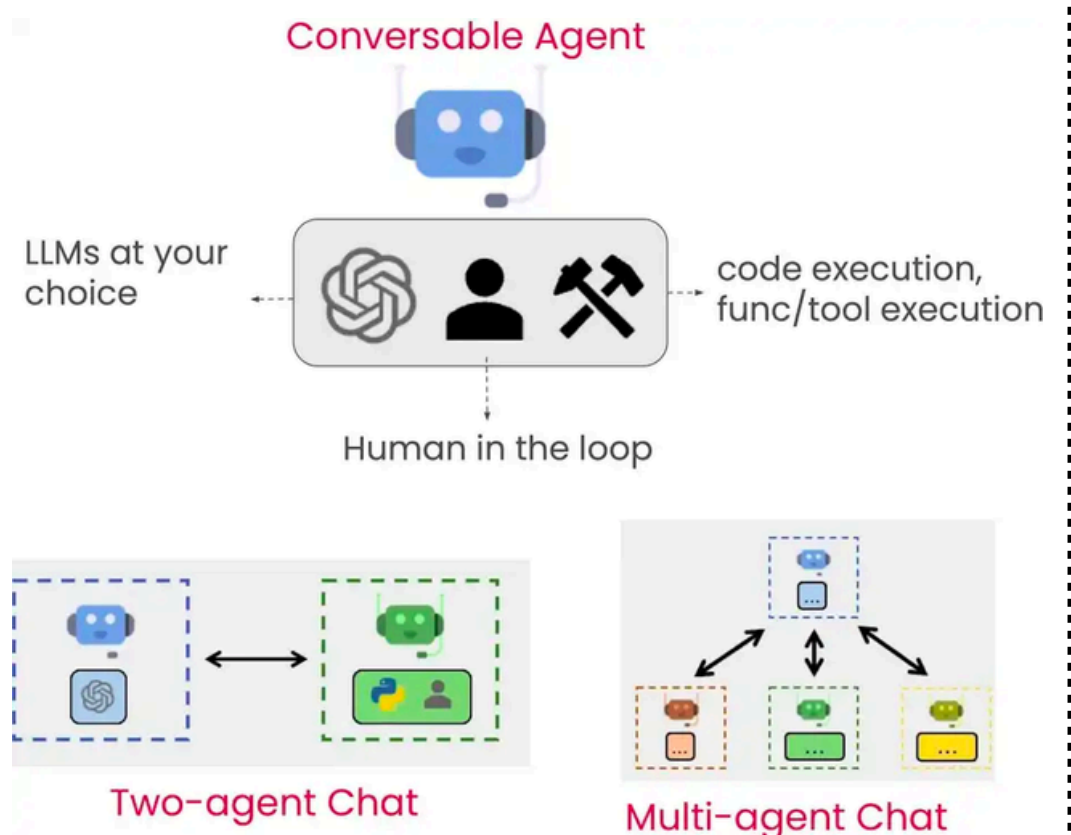 Conversable Agent
LLMs at your
choice
code execution,
func/tool execution
Human in the loop
...
... ... ...
Two-agent Chat
Multi-agent Chat